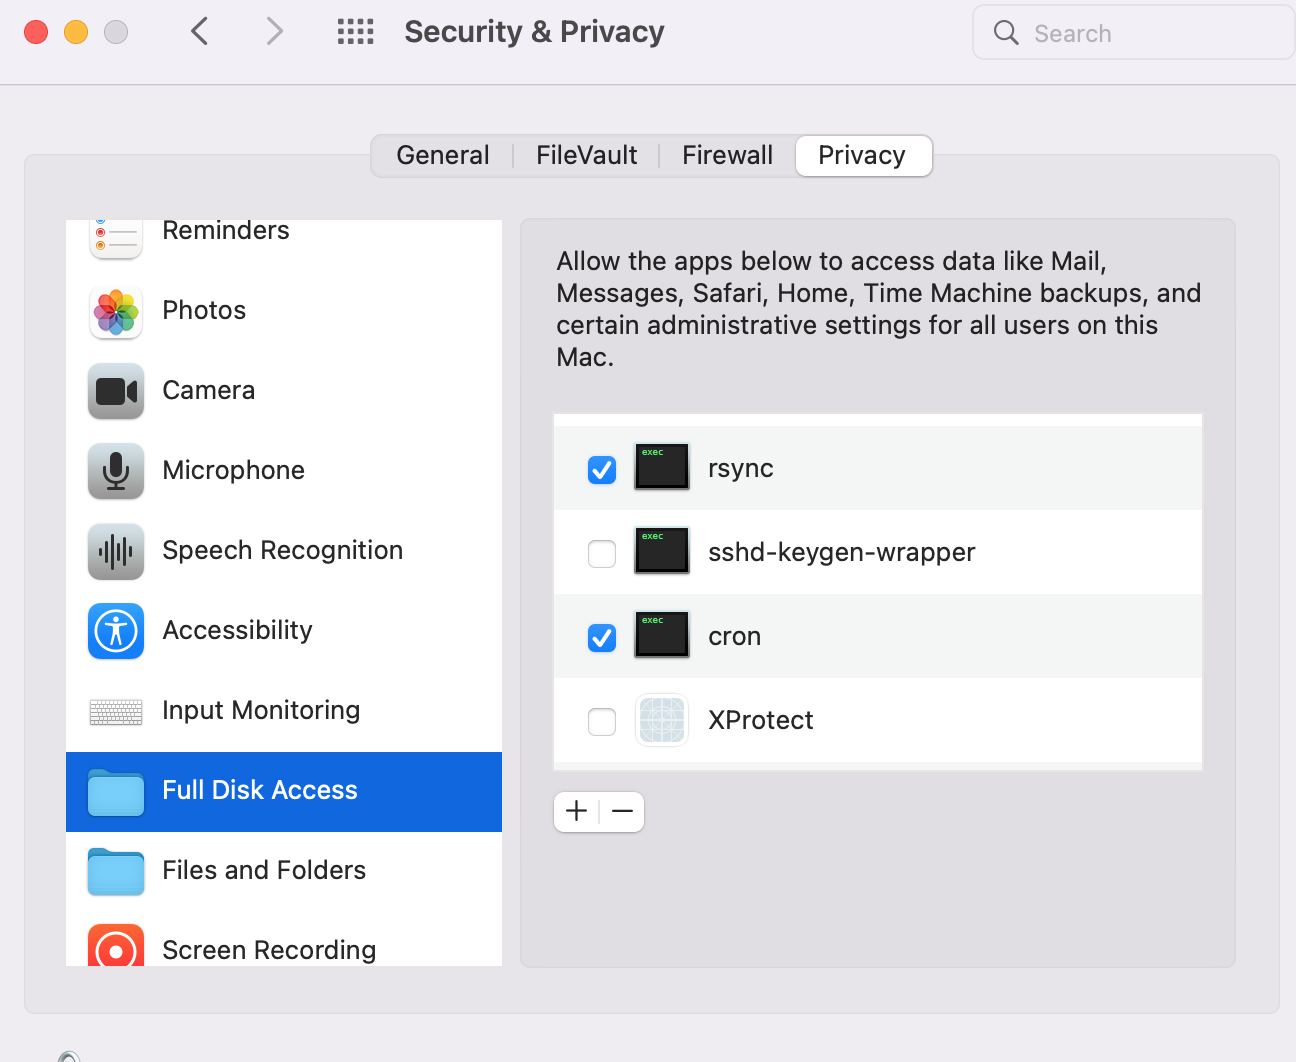 Security & Privacy
Search
General
FileVault
Firewall
Privacy
Reminders
Photos
Camera
Microphone
Speech Recognition
Accessibility
Input Monitoring
Full Disk Access
Files and Folders
Screen Recording
Allow the apps below to access data like Mail,
Messages, Safari, Home, Time Machine backups, and
certain administrative settings for all users on this
Mac.
exec
rsync
exec
sshd-keygen-wrapper
exec
cron
XProtect